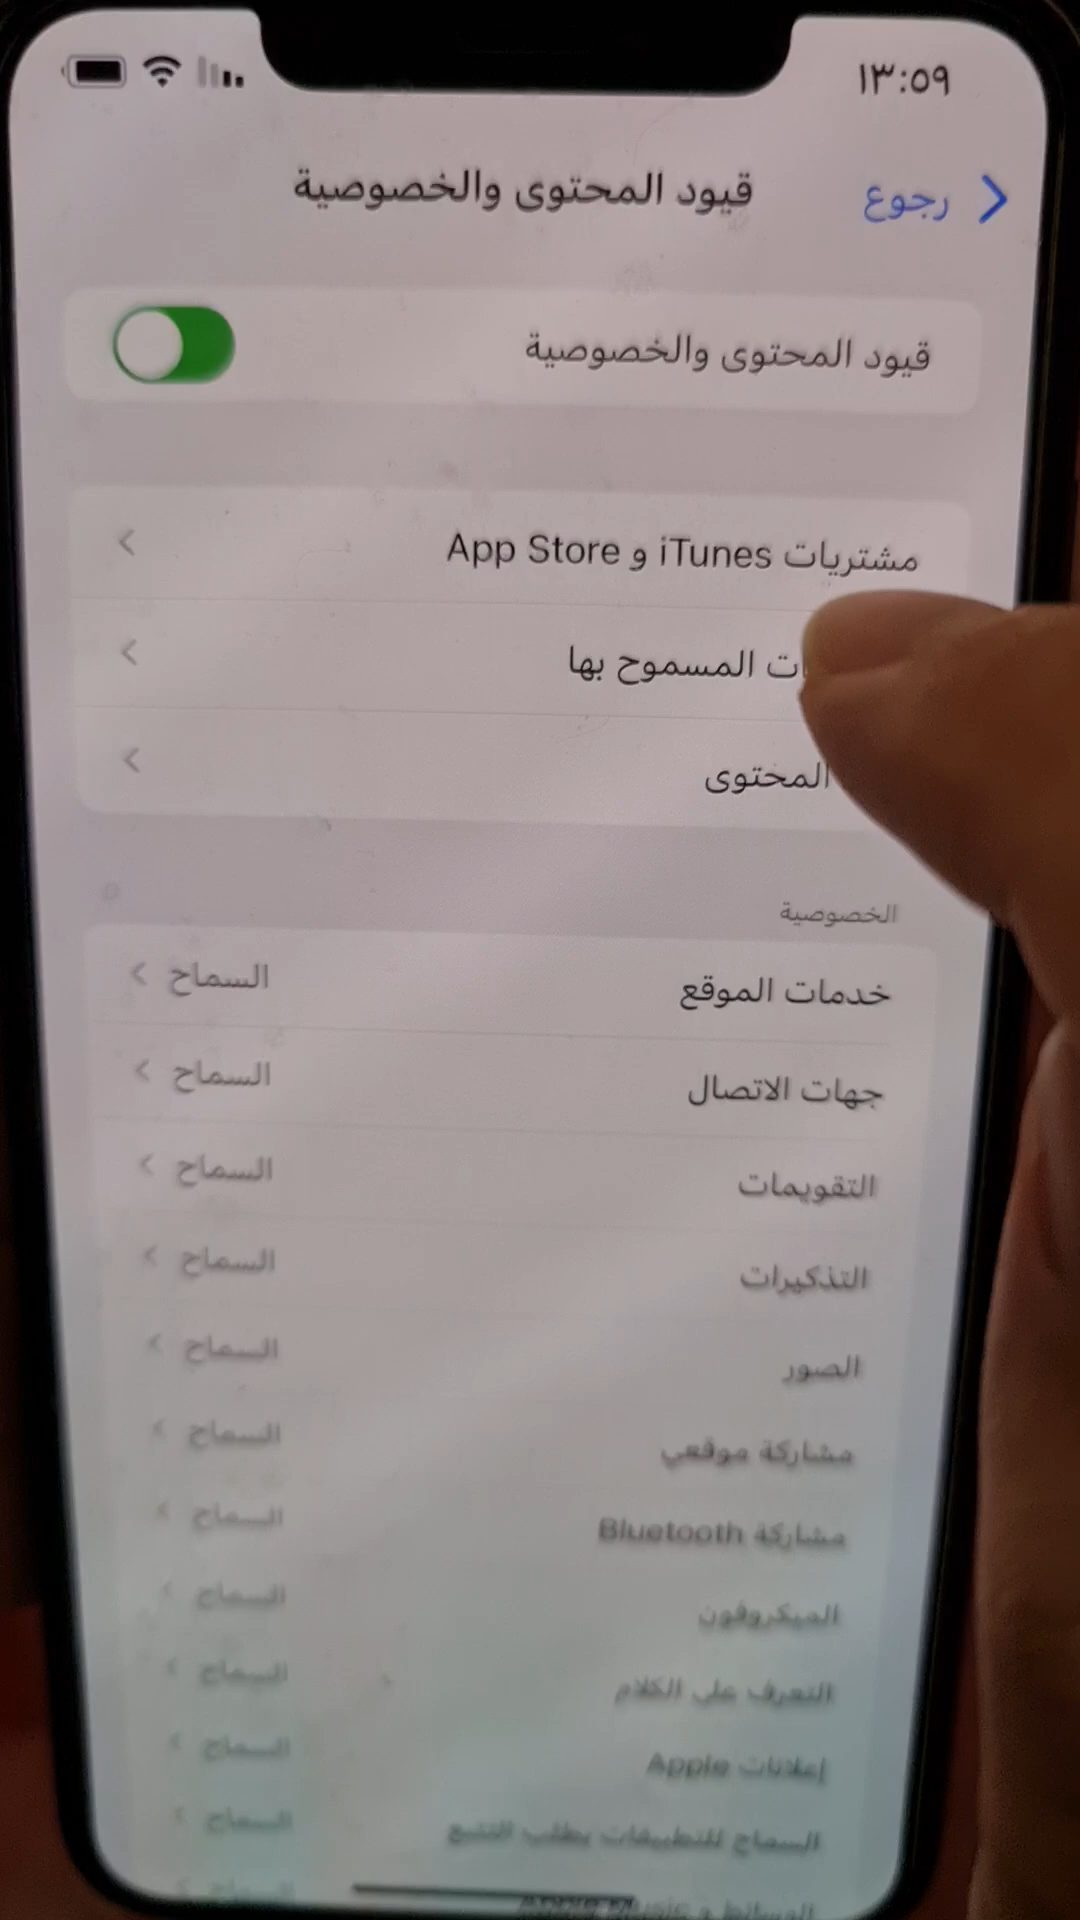 ١٣:٥٩
رجوع
قيود المحتوى والخصوصية
قيود المحتوى والخصوصية
مشتريات iTunes و App Store
المسموح بها
المحتوى
الخصوصية
خدمات الموقع السماح
جهات الاتصال السماح
التقويمات السماح
التذكيرات السماح
الصور السماح
مشاركة موقعي السماح
مشاركة Bluetooth السماح
الميكروفون السماح
التعرف على الكلام السماح
إعلانات Apple السماح
السماح للتطبيقات بطلب التتبع السماح